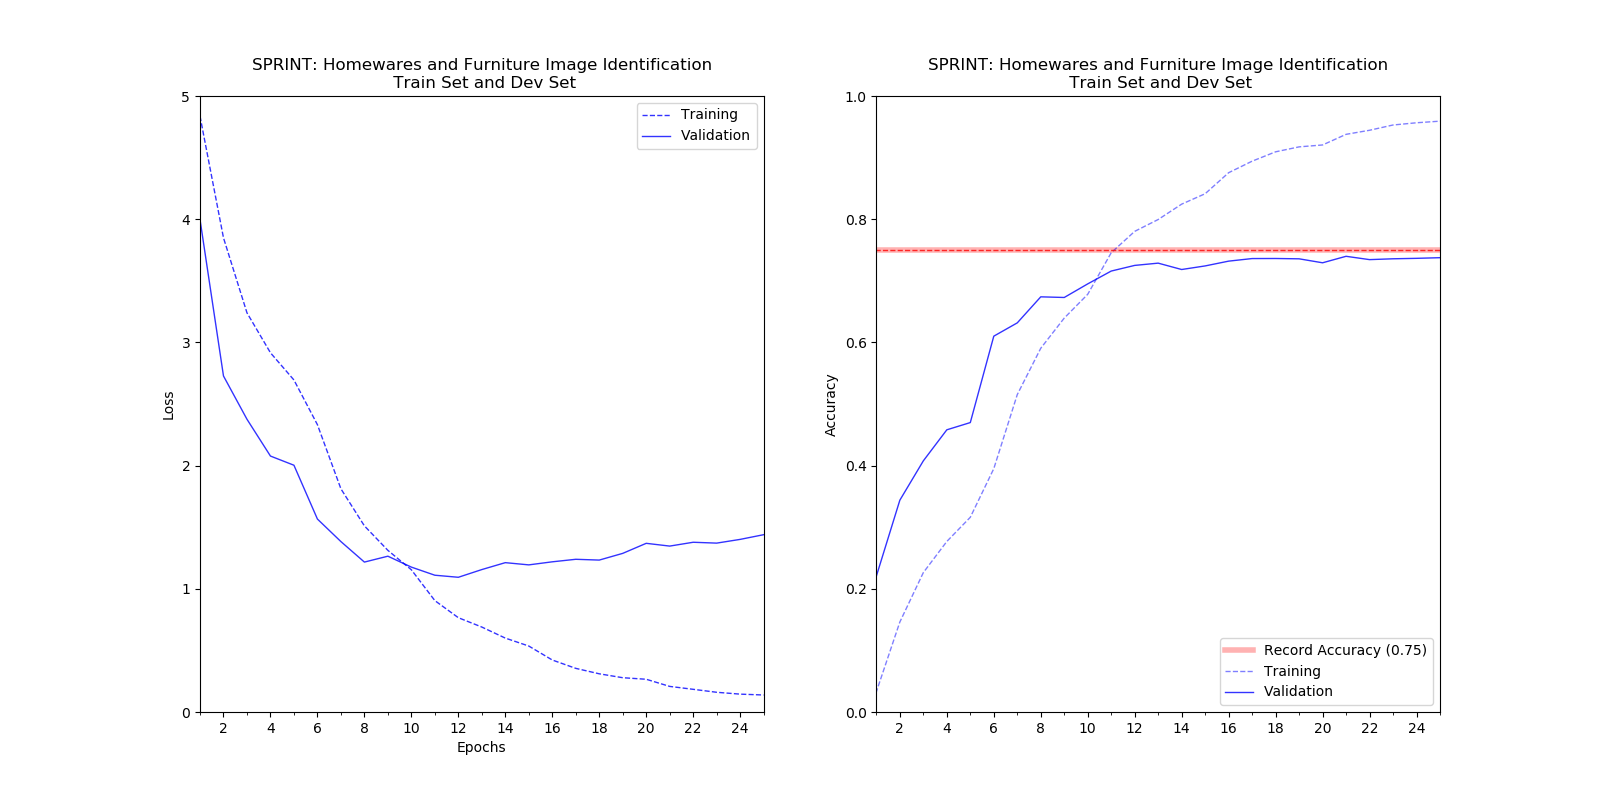 SPRINT: Homewares and Furniture Image Identification
Train Set and Dev Set
5
4
3
2
1
0
Loss
Training
Validation
2 4 6 8 10 12 14 16 18 20 22 24
Epochs
SPRINT: Homewares and Furniture Image Identification
Train Set and Dev Set
1.0
0.8
0.6
0.4
0.2
0.0
Accuracy
Record Accuracy (0.75)
Training
Validation
2 4 6 8 10 12 14 16 18 20 22 24